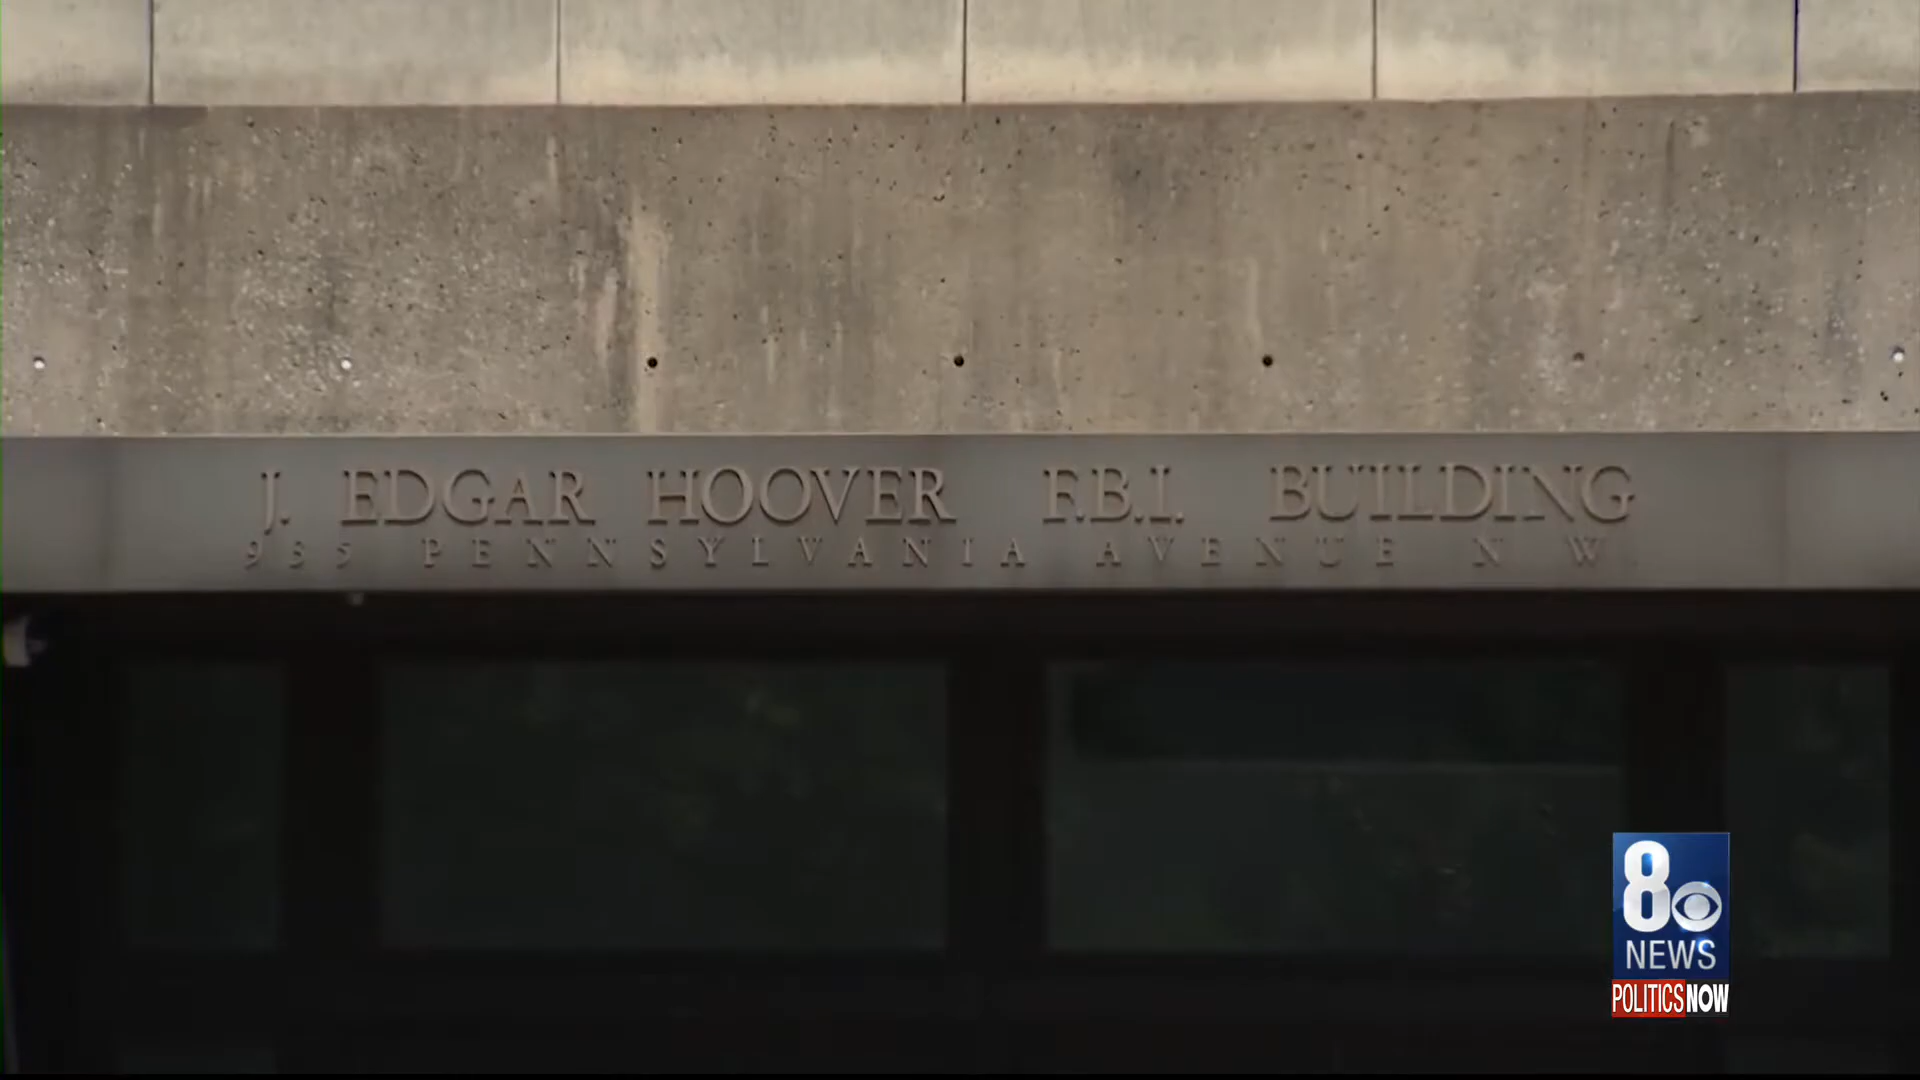 J. EDGAR HOOVER F.B.I. BUILDING
935 PENNSYLVANIA AVENUE N W
8
NEWS
POLITICSNOW